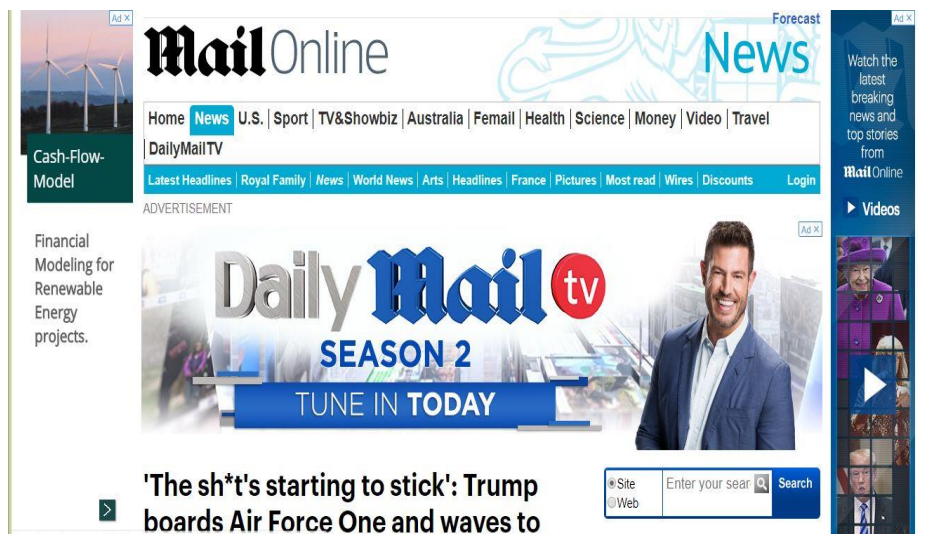 Ad X
Cash-Flow-
Model
Financial
Modeling for
Renewable
Energy
projects.
Forecast
Mail Online
News
Home News U.S. Sport TV&Showbiz Australia Femail Health Science Money Video Travel
DailyMailTV
Latest Headlines Royal Family News World News Arts Headlines France Pictures Most read Wires Discounts Login
ADVERTISEMENT
Ad X
Daily Mail tv
SEASON 2
TUNE IN TODAY
'The sh*t's starting to stick': Trump
boards Air Force One and waves to
Site
Web
Enter your sear
Search
Ad X
Watch the
latest
breaking
news and
top stories
from
Mail Online
Videos